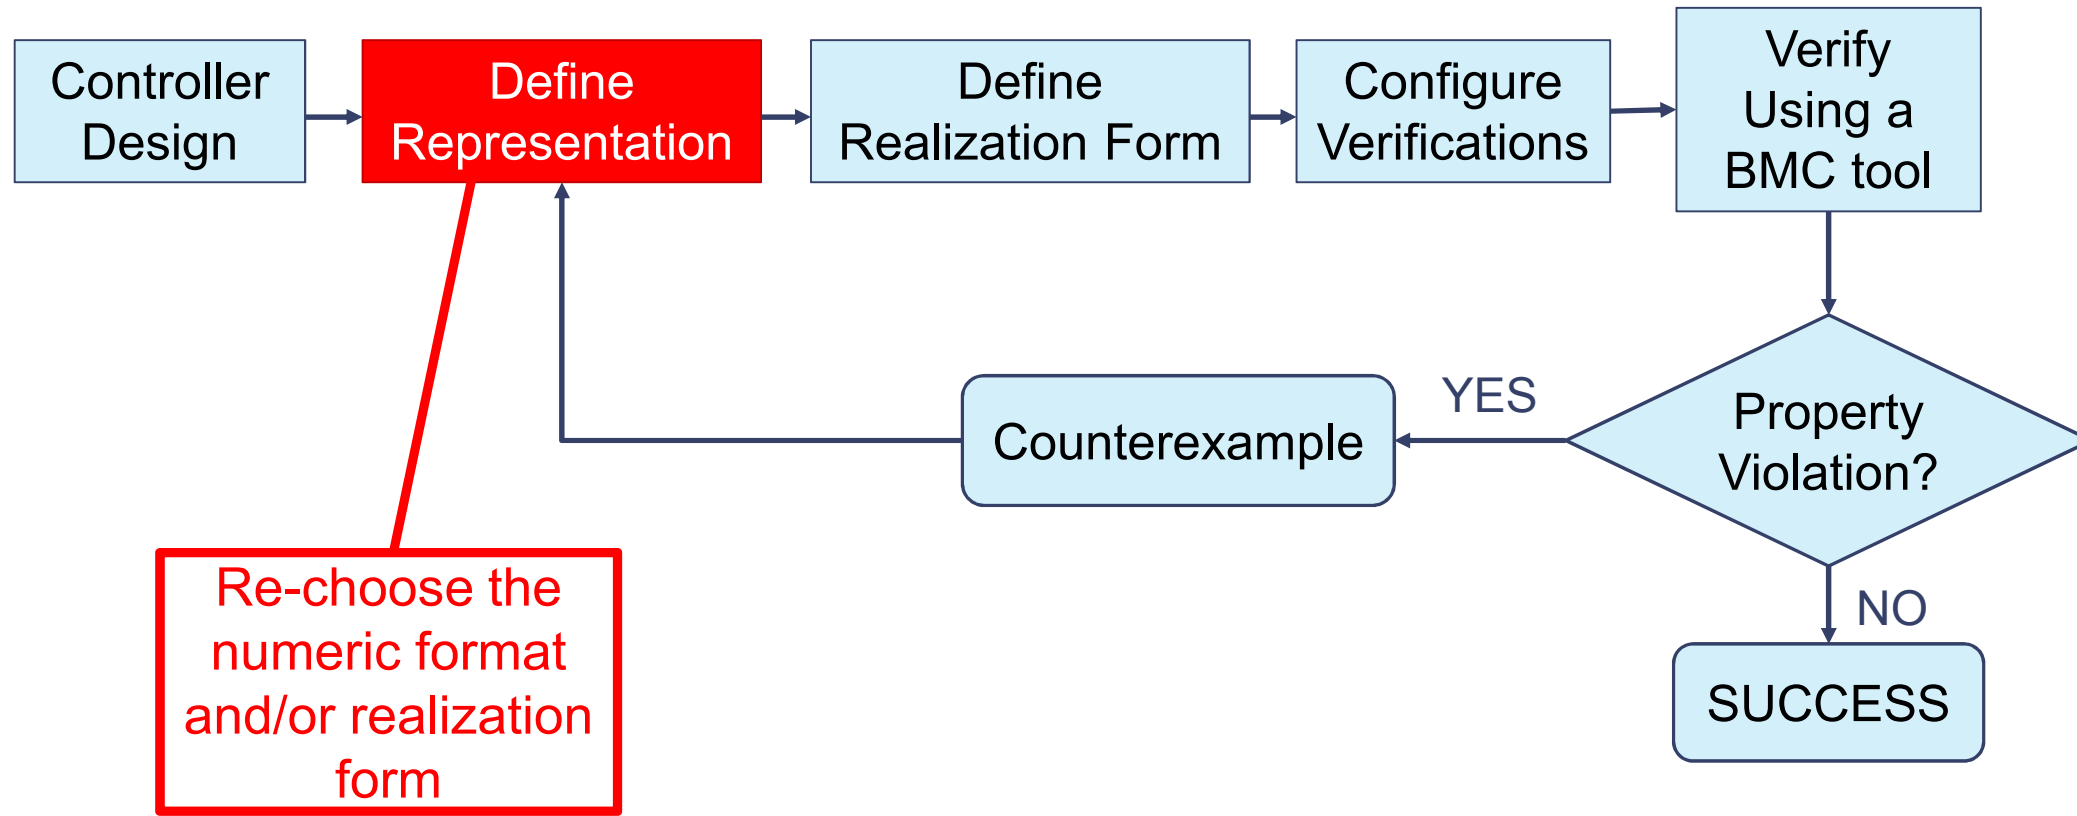 Controller
Design
Define
Representation
Define
Realization Form
Configure
Verifications
Verify
Using a
BMC tool
Property
Violation?
YES
Counterexample
NO
SUCCESS
Re-choose the
numeric format
and/or realization
form